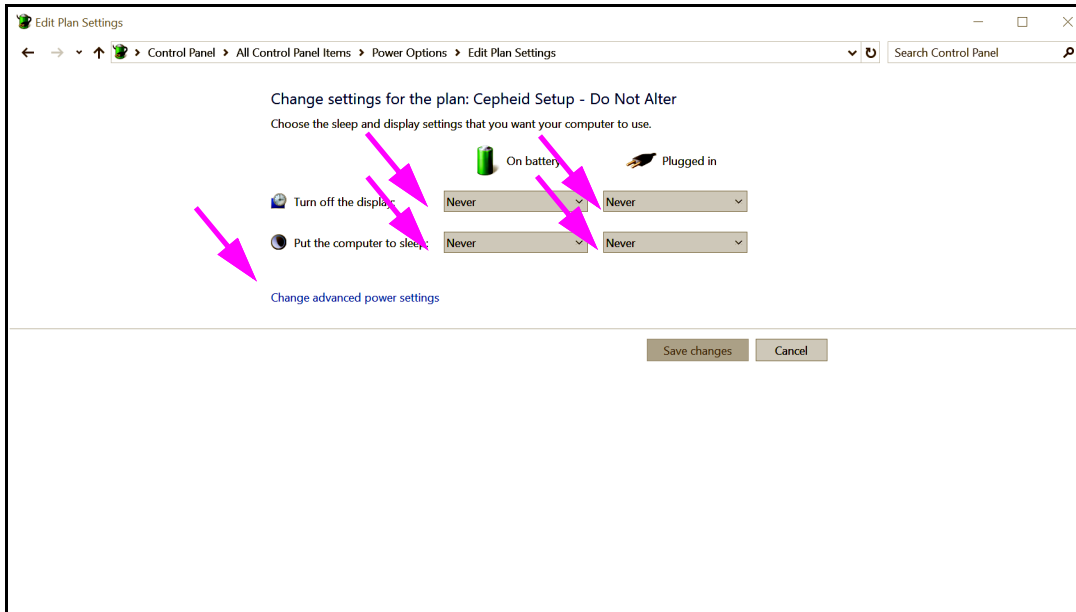 Edit Plan Settings
Control Panel > All Control Panel Items > Power Options > Edit Plan Settings
Search Control Panel
Change settings for the plan: Cepheid Setup - Do Not Alter
Choose the sleep and display settings that you want your computer to use.
On battery
Plugged in
Turn off the display:
Never
Never
Put the computer to sleep:
Never
Never
Change advanced power settings
Save changes
Cancel